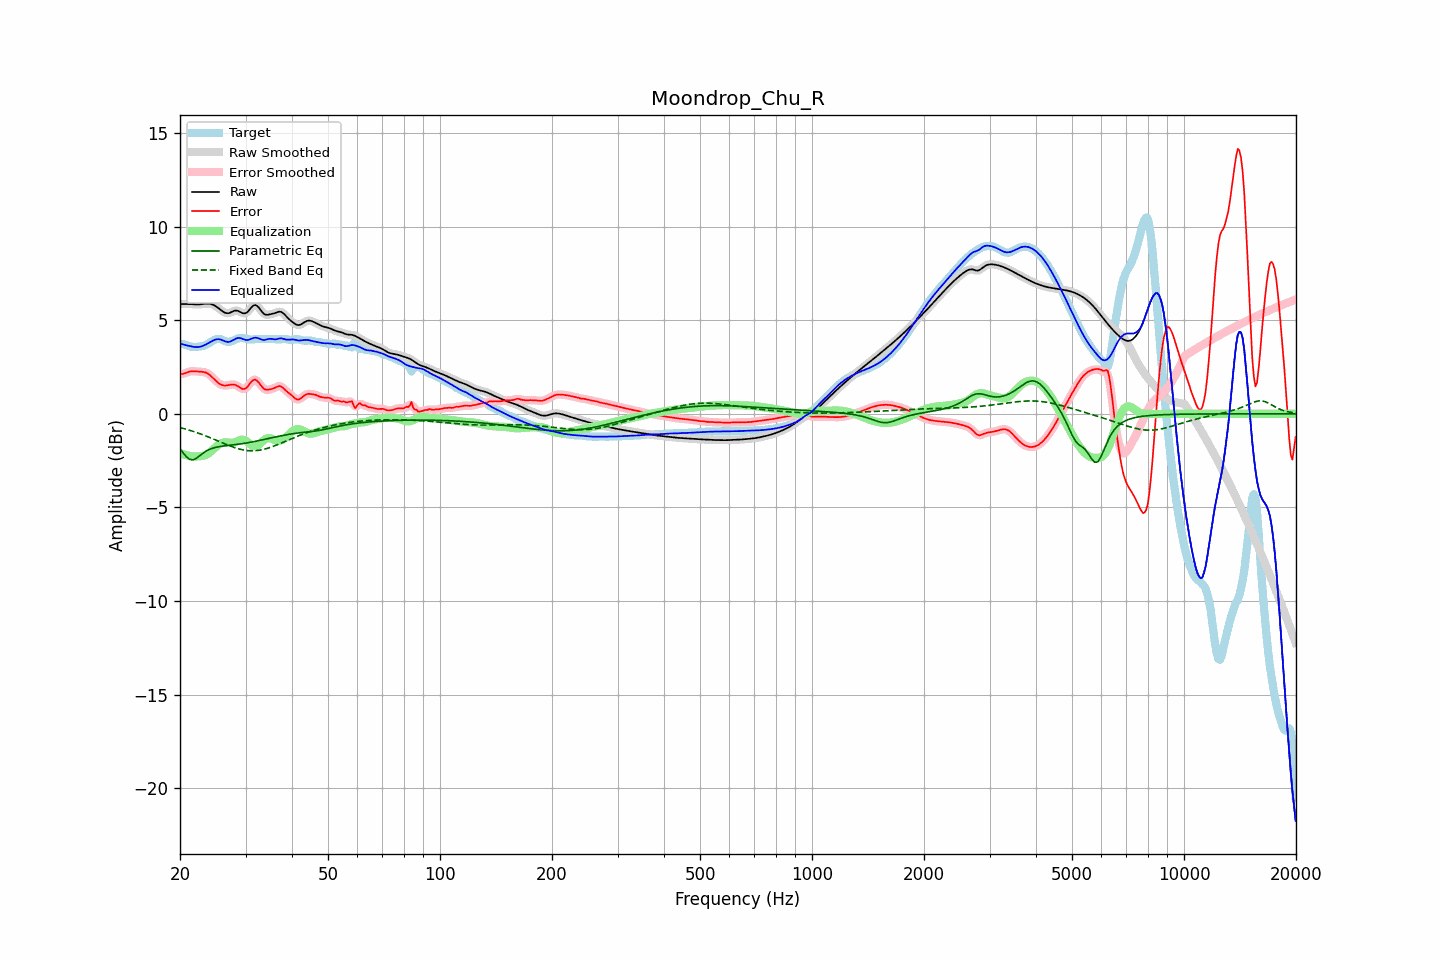 Moondrop_Chu_R
Target
Raw Smoothed
Error Smoothed
Raw
Error
Equalization
Parametric Eq
Fixed Band Eq
Equalized
15
10
5
0
−5
−10
−15
−20
Amplitude (dBr)
20
50
100
200
500
1000
2000
5000
10000
20000
Frequency (Hz)